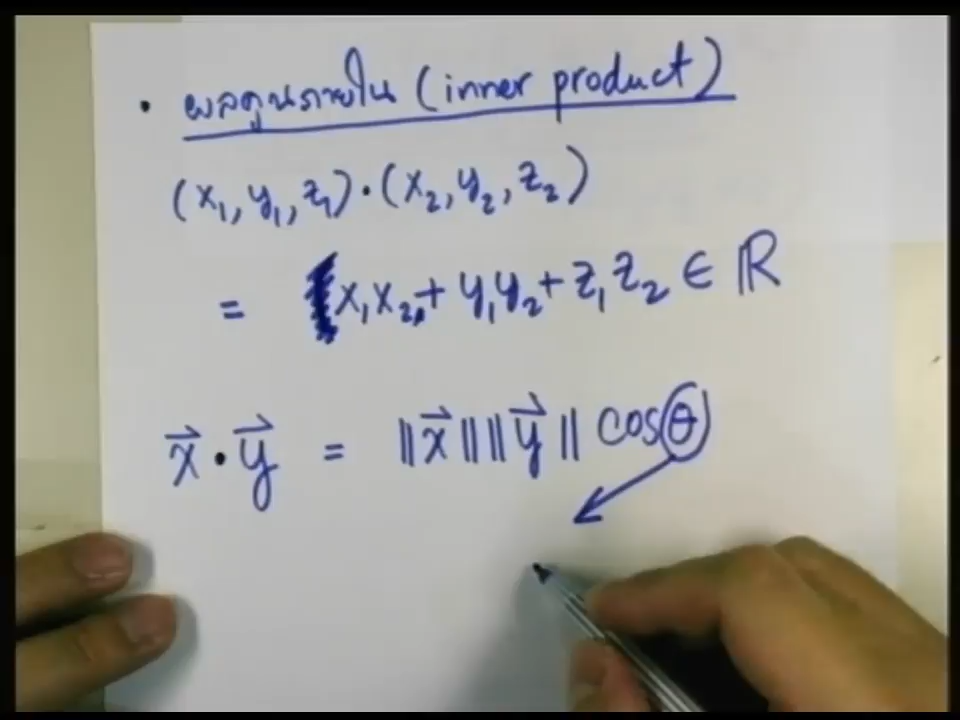 • ผลคูณภายใน (inner product)
(x₁, y₁, z₁) · (x₂, y₂, z₂)
= x₁x₂ + y₁y₂ + z₁z₂ ∈ ℝ
x⃗ · y⃗ = ‖x⃗‖‖y⃗‖ cos θ